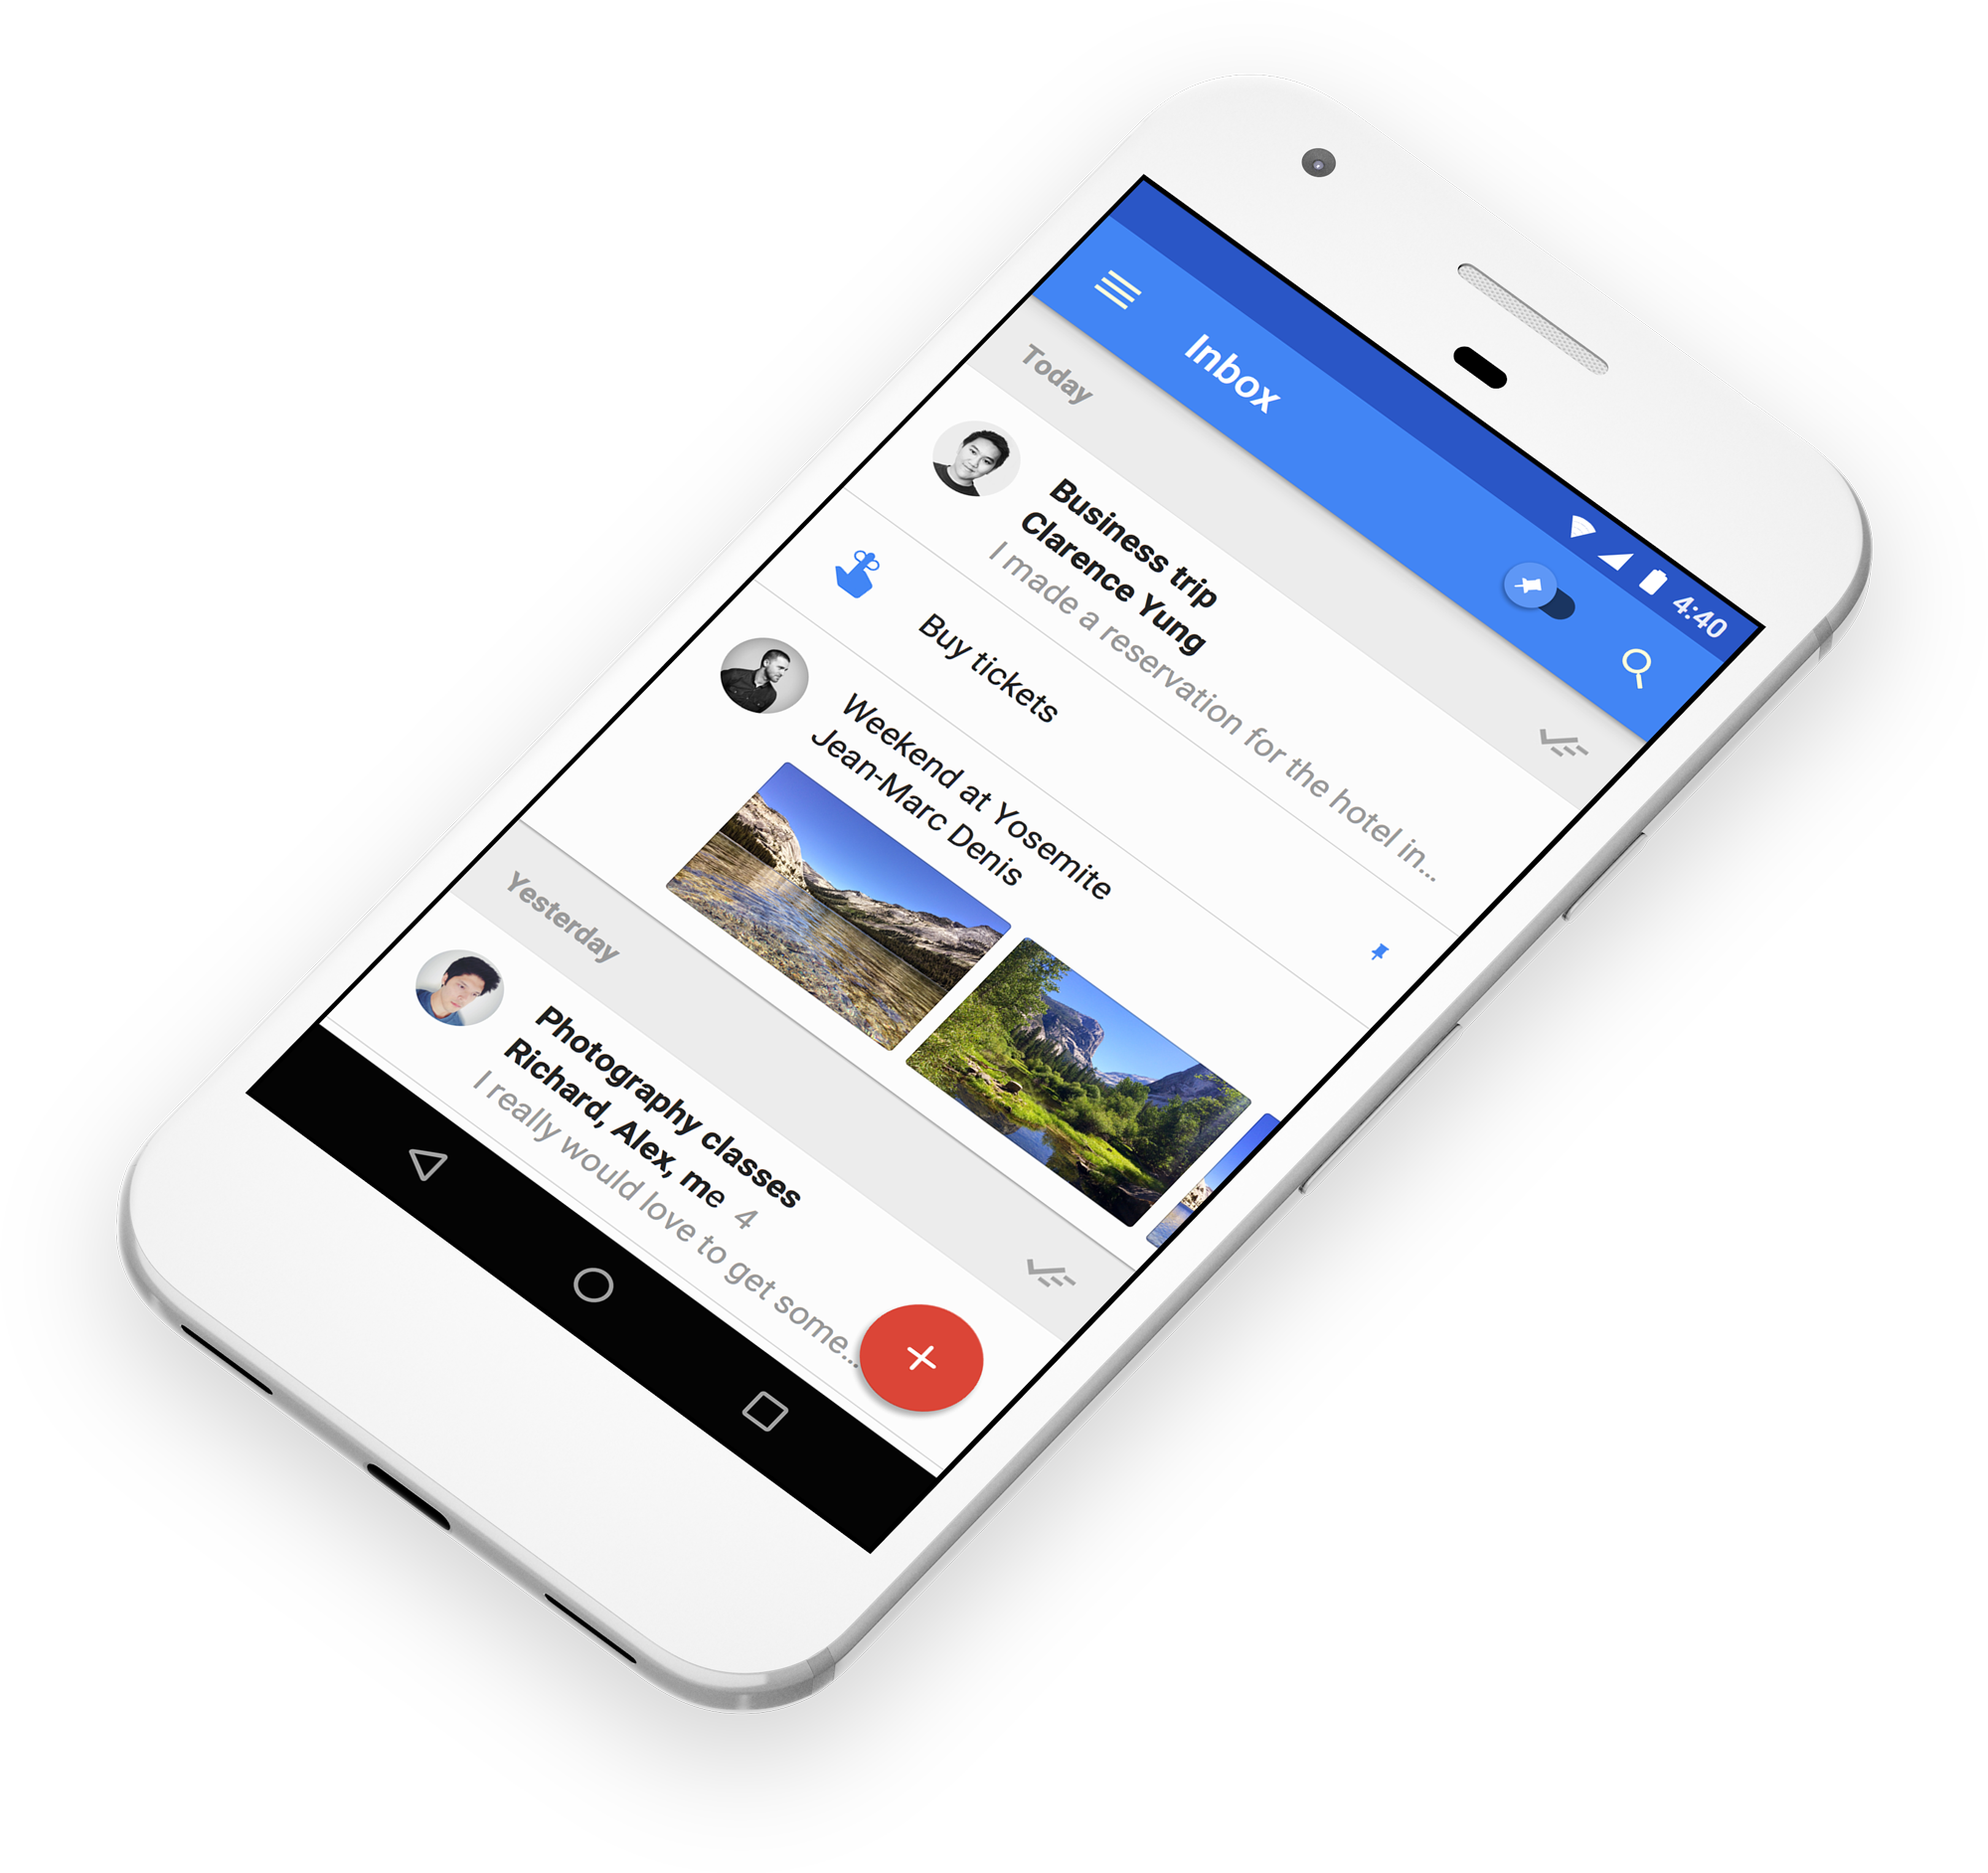 4:40
Inbox
Today
Business trip
Clarence Yung
I made a reservation for the hotel in...
Buy tickets
Weekend at Yosemite
Jean-Marc Denis
Yesterday
Photography classes
Richard, Alex, me 4
I really would love to get some...